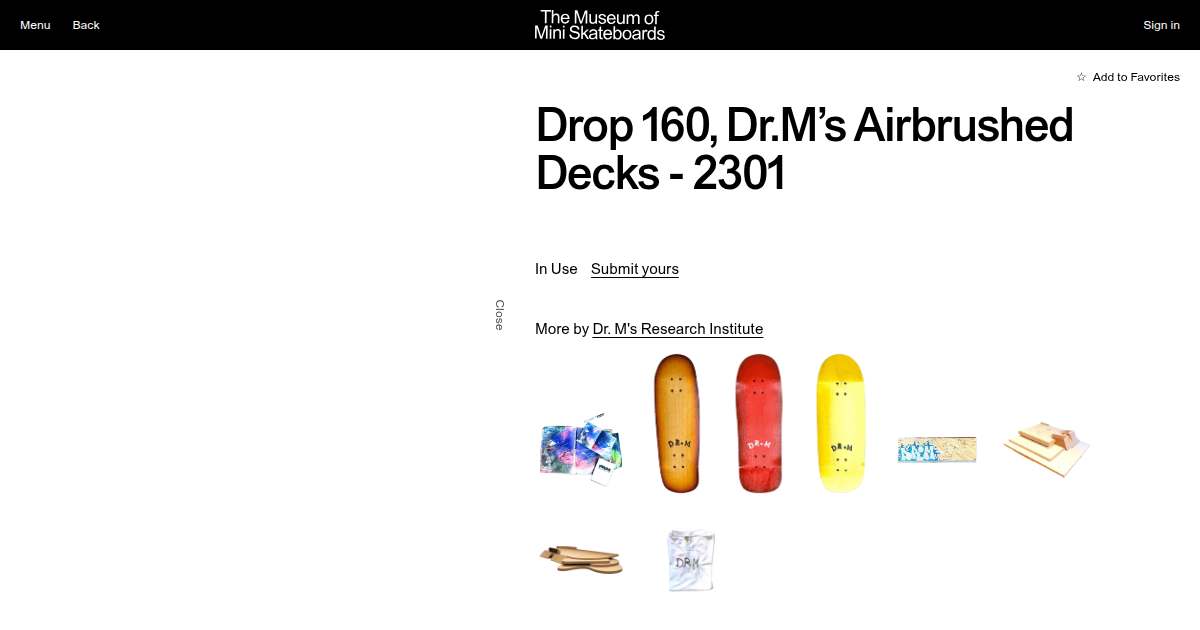 Menu Back
The Museum of
Mini Skateboards
Sign in
☆ Add to Favorites
Drop 160, Dr.M’s Airbrushed
Decks - 2301
In Use Submit yours
Close
More by Dr. M's Research Institute
DR•M
DR•M
DR•M
DRM